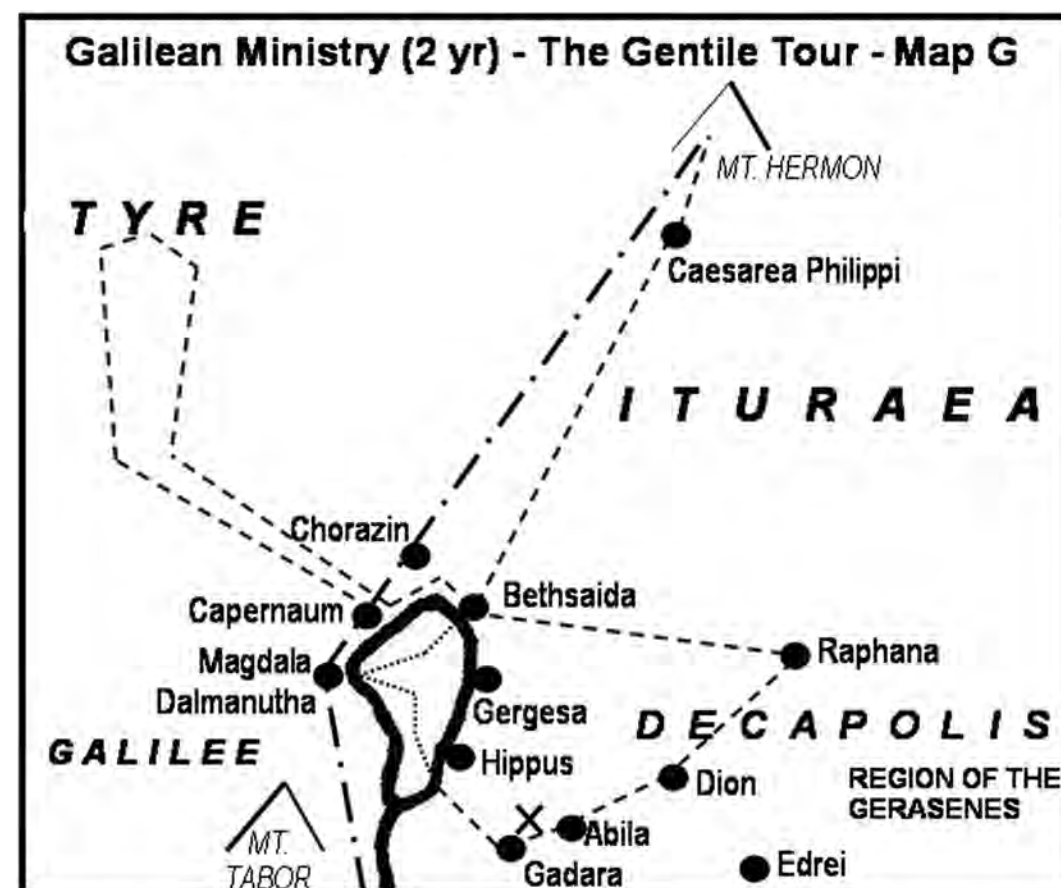 Galilean Ministry (2 yr) - The Gentile Tour - Map G
MT. HERMON
TYRE
Caesarea Philippi
ITURAEA
Chorazin
Bethsaida
Capernaum
Raphana
Magdala
Dalmanutha
Gergesa
DECAPOLIS
GALILEE
Hippus
Dion
REGION OF THE
GERASENES
X
Abila
MT.
TABOR
Gadara
Edrei